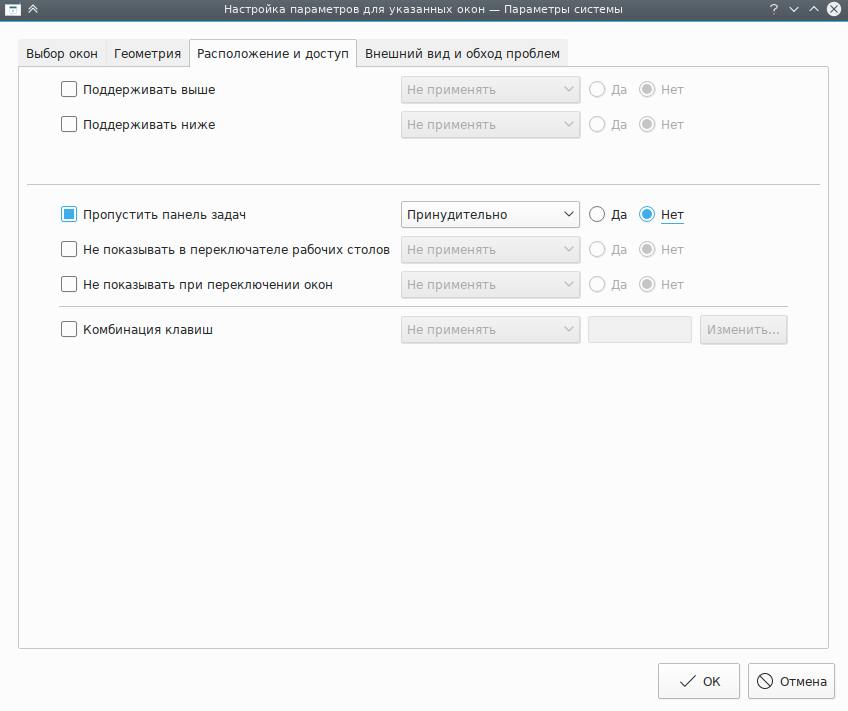 Настройка параметров для указанных окон — Параметры системы
Выбор окон Геометрия Расположение и доступ Внешний вид и обход проблем
Поддерживать выше Не применять Да Нет
Поддерживать ниже Не применять Да Нет
Пропустить панель задач Принудительно Да Нет
Не показывать в переключателе рабочих столов Не применять Да Нет
Не показывать при переключении окон Не применять Да Нет
Комбинация клавиш Не применять Изменить...
ОК Отмена